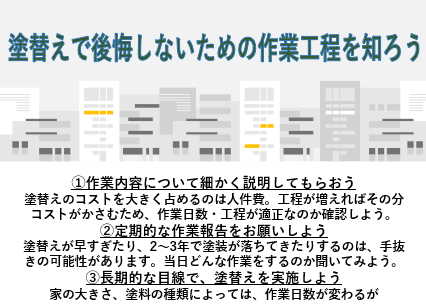 塗替えで後悔しないための作業工程を知ろう
①作業内容について細かく説明してもらおう
塗替えのコストを大きく占めるのは人件費。工程が増えればその分
コストがかさむため、作業日数・工程が適正なのか確認しよう。
②定期的な作業報告をお願いしよう
塗替えが早すぎたり、2〜3年で塗装が落ちてきたりするのは、手抜
きの可能性があります。当日どんな作業をするのか聞いてみよう。
③長期的な目線で、塗替えを実施しよう
家の大きさ、塗料の種類によっては、作業日数が変わるが